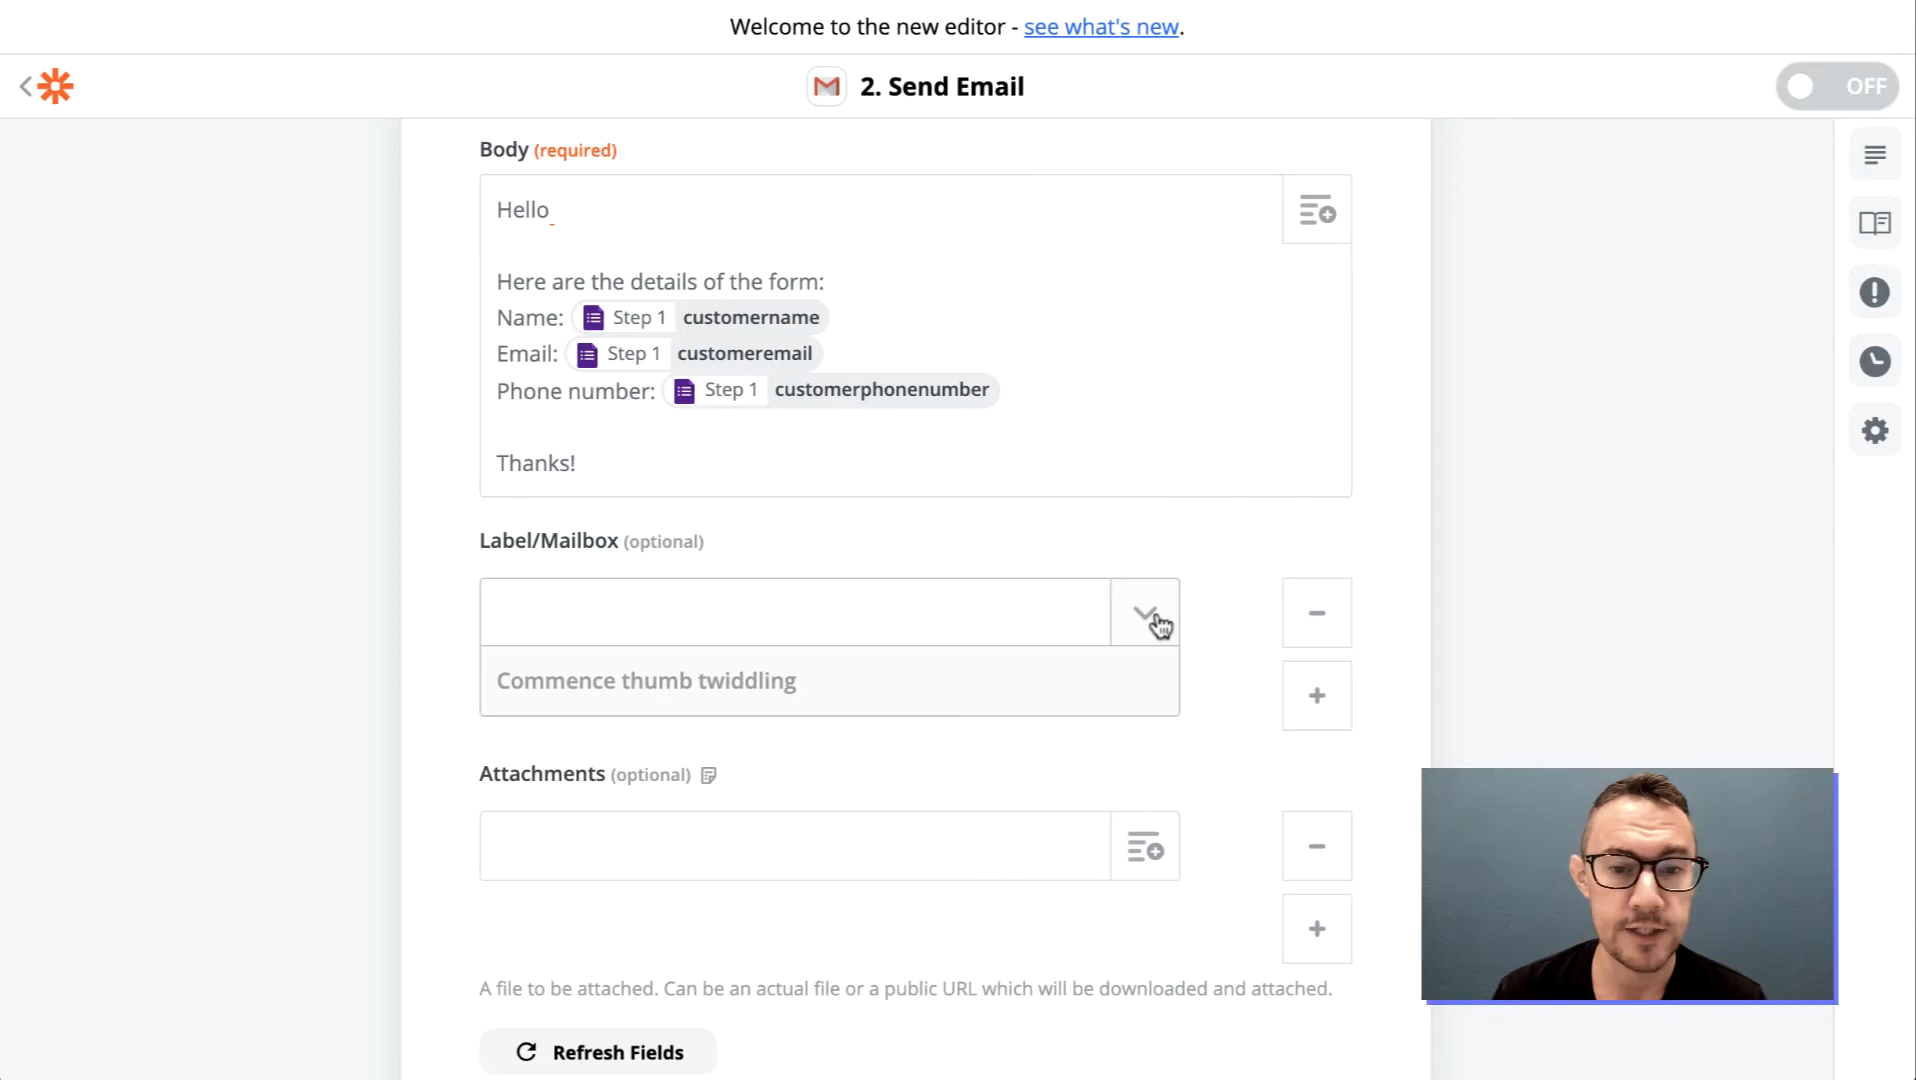 Welcome to the new editor - see what's new.
2. Send Email
OFF
Body (required)
Hello
Here are the details of the form:
Name: Step 1 customername
Email: Step 1 customeremail
Phone number: Step 1 customerphonenumber
Thanks!
Label/Mailbox (optional)
Commence thumb twiddling
Attachments (optional)
A file to be attached. Can be an actual file or a public URL which will be downloaded and attached.
Refresh Fields